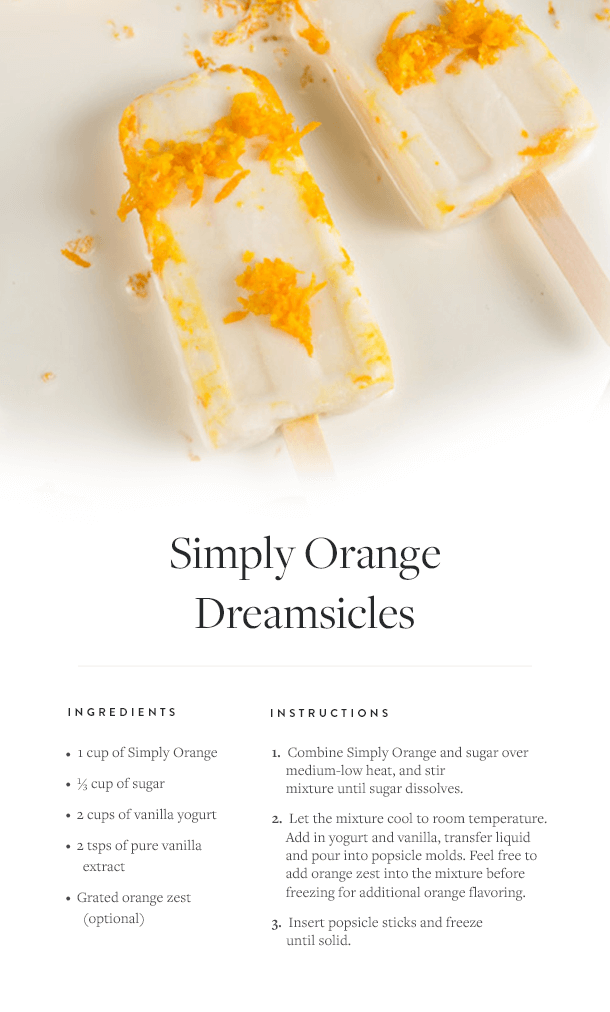 Simply Orange
Dreamsicles
INGREDIENTS
• 1 cup of Simply Orange
• ⅓ cup of sugar
• 2 cups of vanilla yogurt
• 2 tsps of pure vanilla
extract
• Grated orange zest
(optional)
INSTRUCTIONS
1. Combine Simply Orange and sugar over
medium-low heat, and stir
mixture until sugar dissolves.
2. Let the mixture cool to room temperature.
Add in yogurt and vanilla, transfer liquid
and pour into popsicle molds. Feel free to
add orange zest into the mixture before
freezing for additional orange flavoring.
3. Insert popsicle sticks and freeze
until solid.